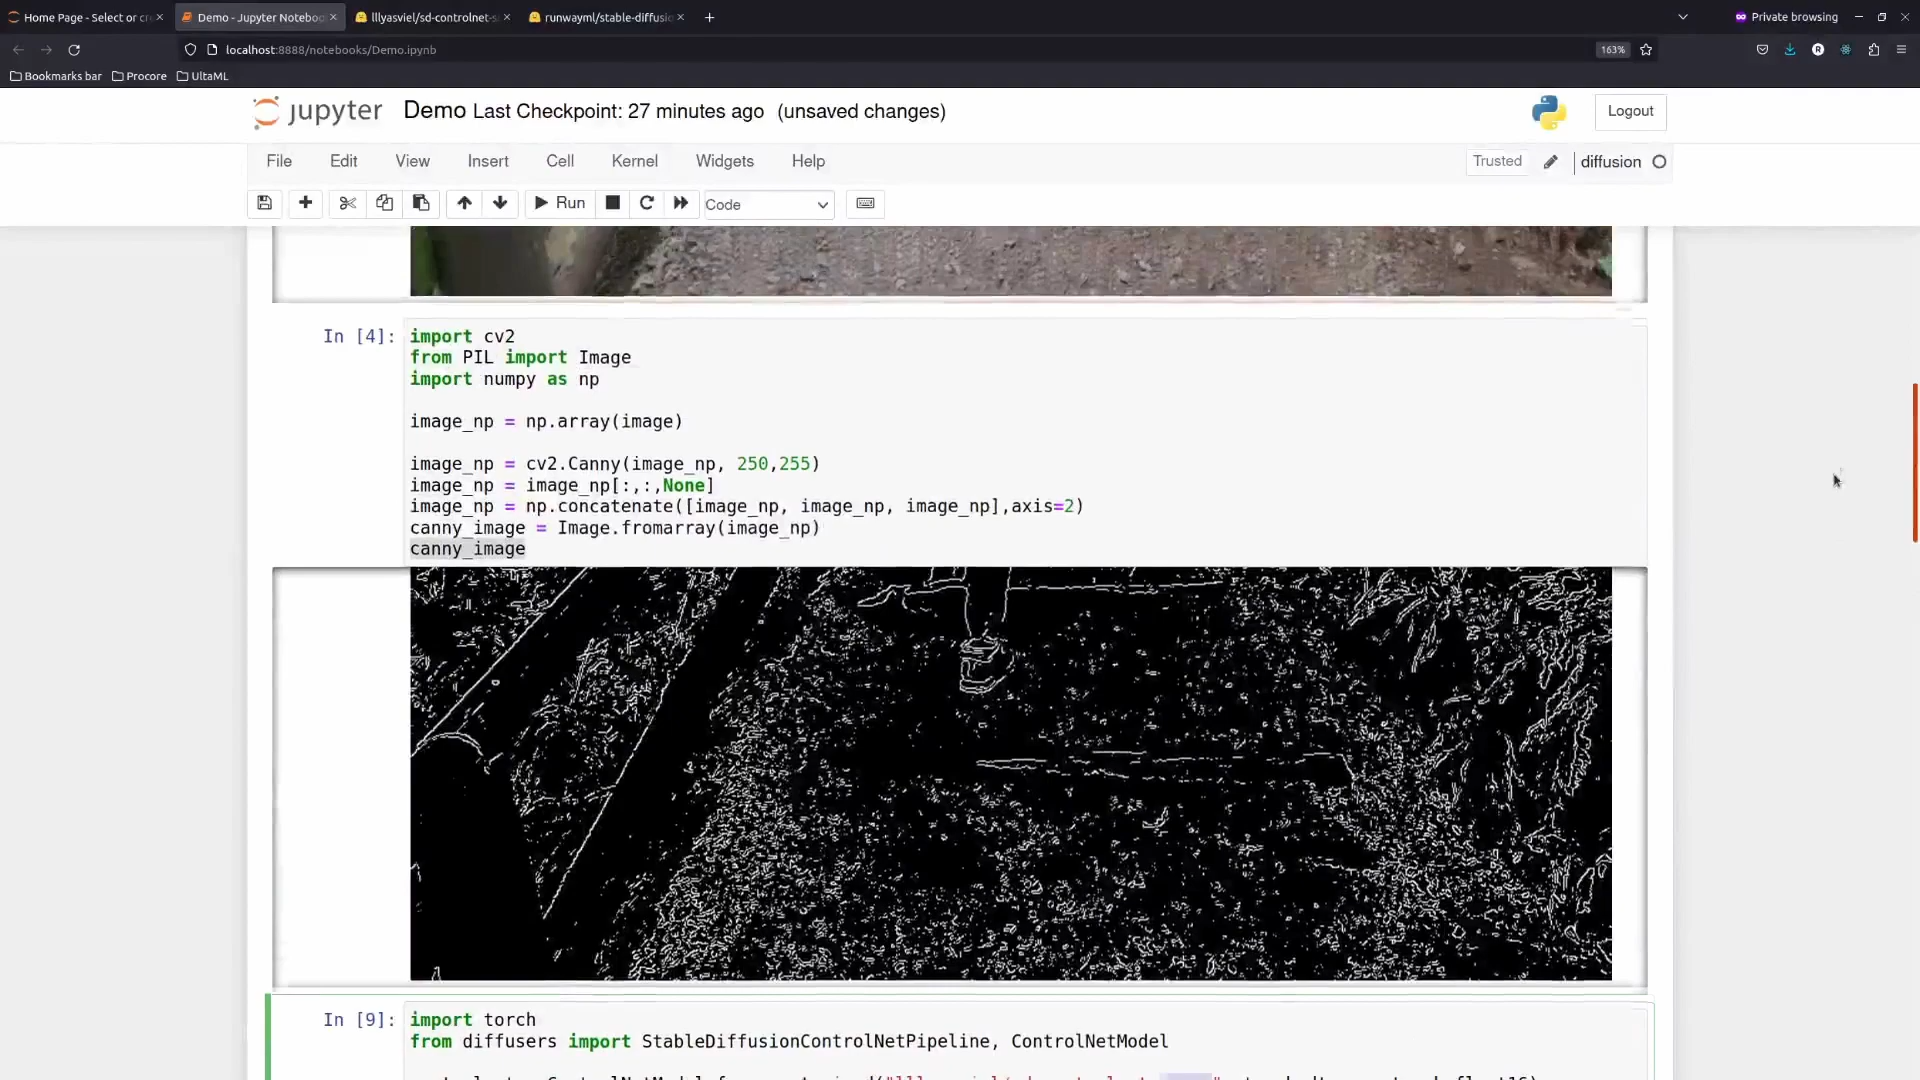 Home Page - Select or cre
Demo - Jupyter Noteboo
lllyasviel/sd-controlnet-s
runwayml/stable-diffusi
Private browsing
localhost:8888/notebooks/Demo.ipynb
163%
Bookmarks bar
Procore
UltaML
jupyter
Demo Last Checkpoint: 27 minutes ago (unsaved changes)
Logout
File
Edit
View
Insert
Cell
Kernel
Widgets
Help
Trusted
diffusion
Run
Code
In [4]:
import cv2
from PIL import Image
import numpy as np
image_np = np.array(image)
image_np = cv2.Canny(image_np, 250,255)
image_np = image_np[:,:,None]
image_np = np.concatenate([image_np, image_np, image_np],axis=2)
canny_image = Image.fromarray(image_np)
canny_image
In [9]:
import torch
from diffusers import StableDiffusionControlNetPipeline, ControlNetModel